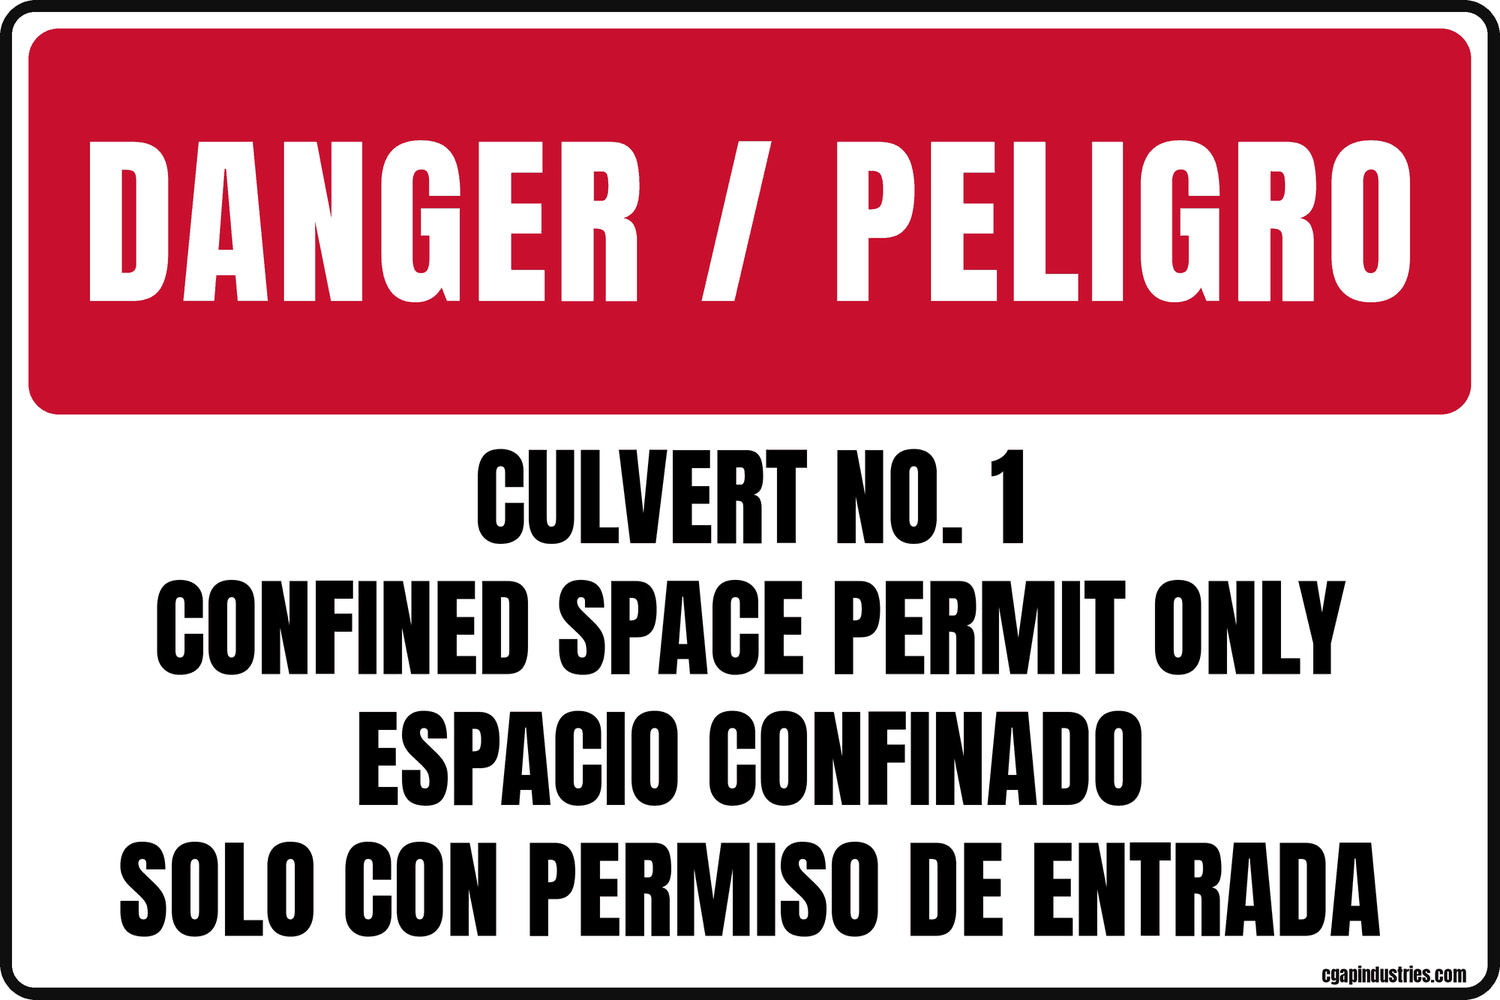 DANGER / PELIGRO
CULVERT NO. 1
CONFINED SPACE PERMIT ONLY
ESPACIO CONFINADO
SOLO CON PERMISO DE ENTRADA
cgapindustries.com